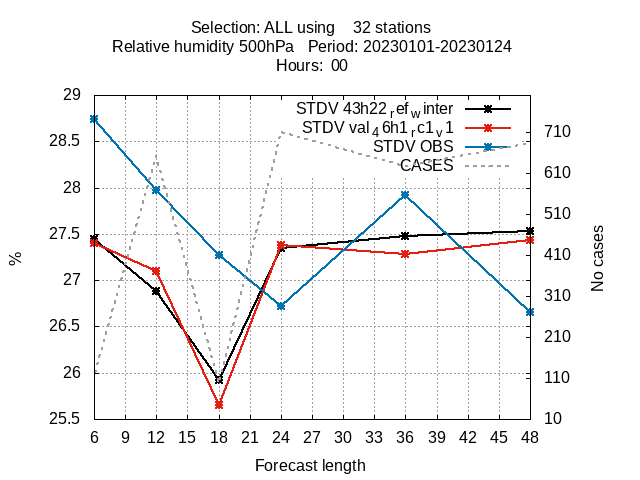 Selection: ALL using    32 stations
Relative humidity 500hPa   Period: 20230101-20230124
Hours:  00
STDV 43h22refwinter
STDV val46h1rc1v1
STDV OBS
CASES
29
28.5
28
27.5
27
26.5
26
25.5
%
710
610
510
410
310
210
110
10
No cases
6 9 12 15 18 21 24 27 30 33 36 39 42 45 48
Forecast length